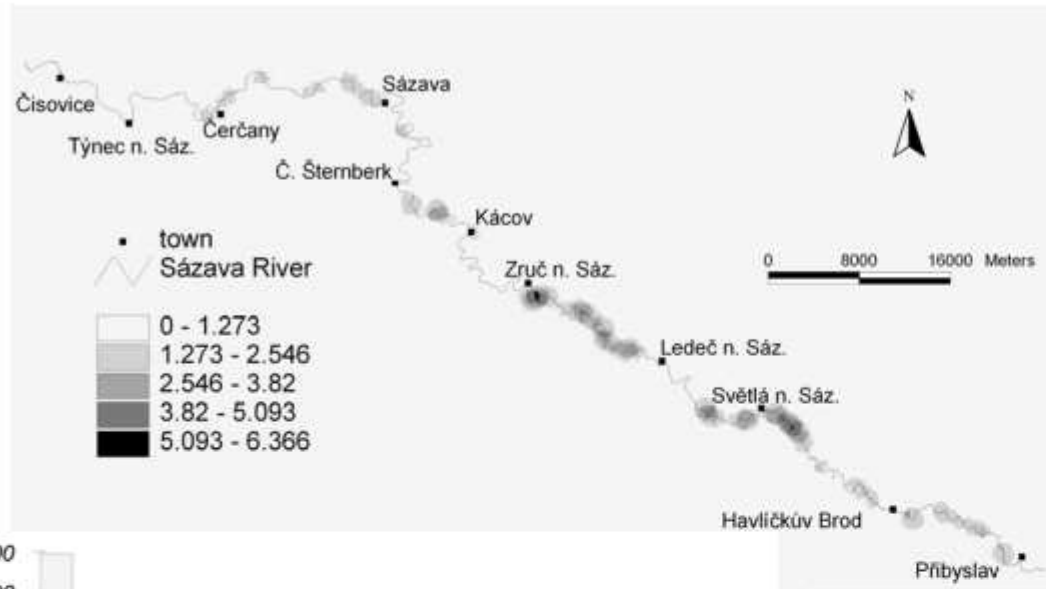 Sázava
Čisovice
Čerčany
Týnec n. Sáz.
Č. Šternberk
N
Kácov
town
Sázava River
Zruč n. Sáz.
0 8000 16000 Meters
0 - 1.273
1.273 - 2.546
2.546 - 3.82
3.82 - 5.093
5.093 - 6.366
Ledeč n. Sáz.
Světlá n. Sáz.
Havlíčkův Brod
Přibyslav